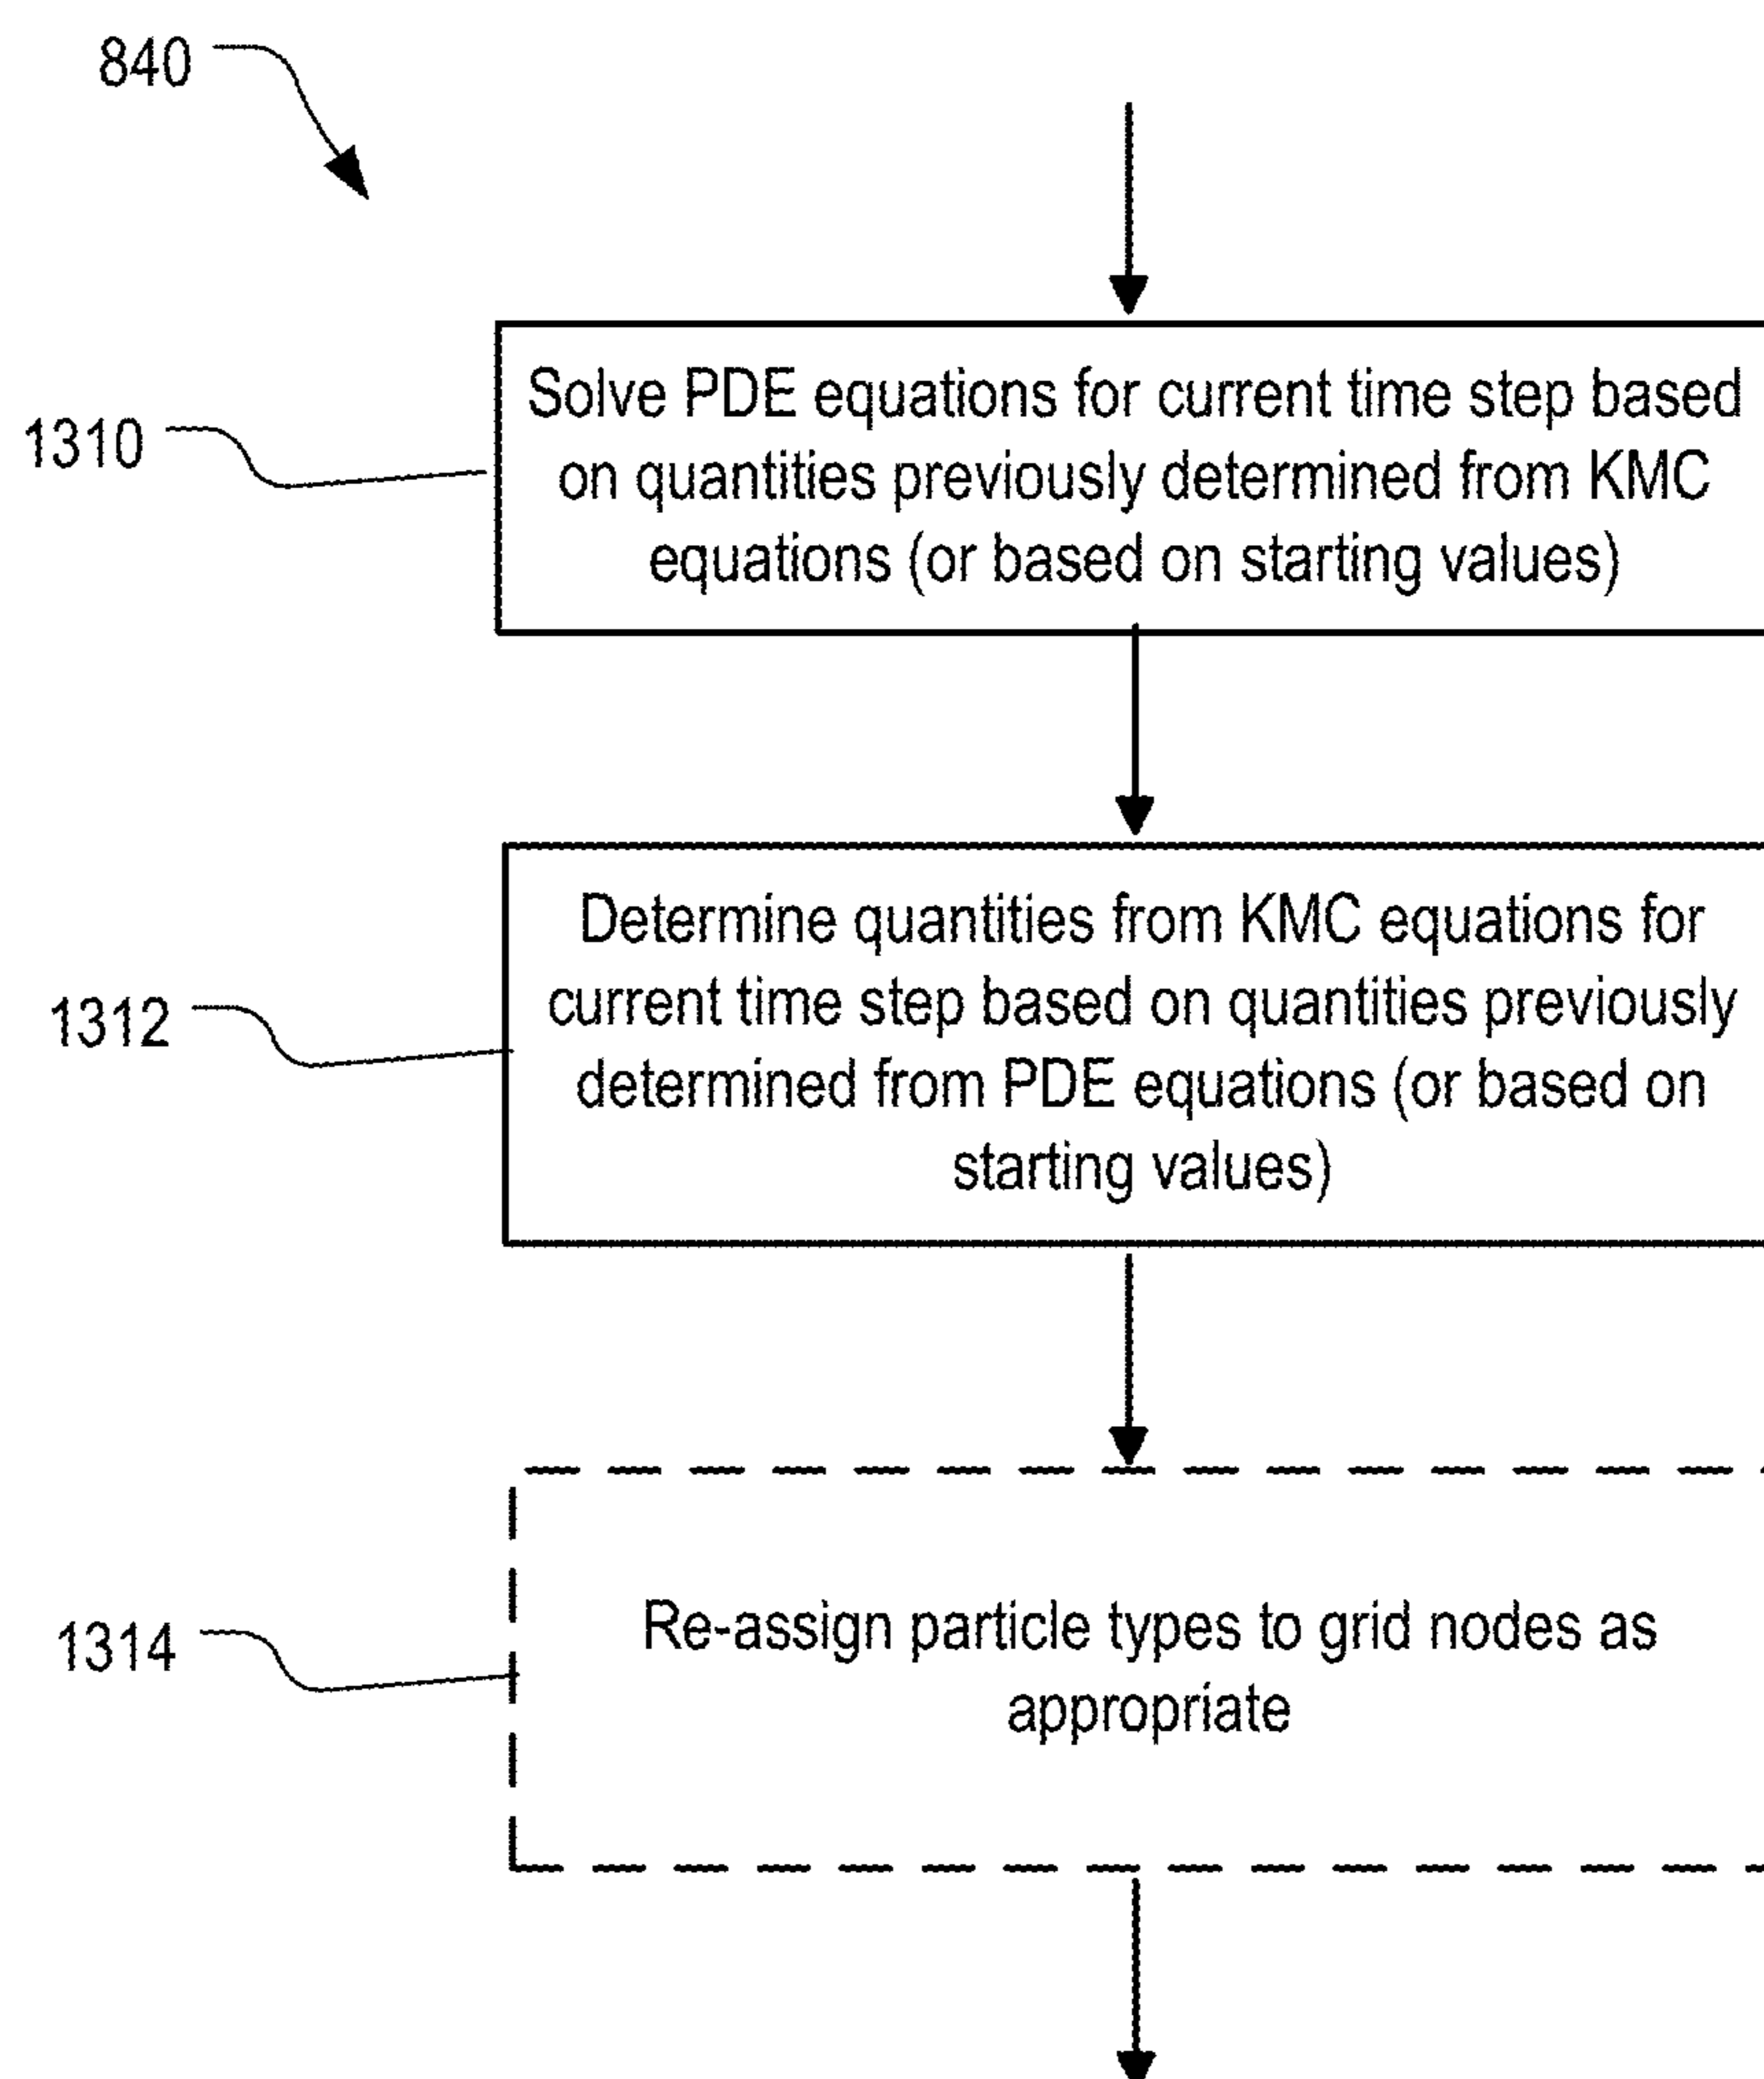 840
1310
Solve PDE equations for current time step based
on quantities previously determined from KMC
equations (or based on starting values)
1312
Determine quantities from KMC equations for
current time step based on quantities previously
determined from PDE equations (or based on
starting values)
1314
Re-assign particle types to grid nodes as
appropriate